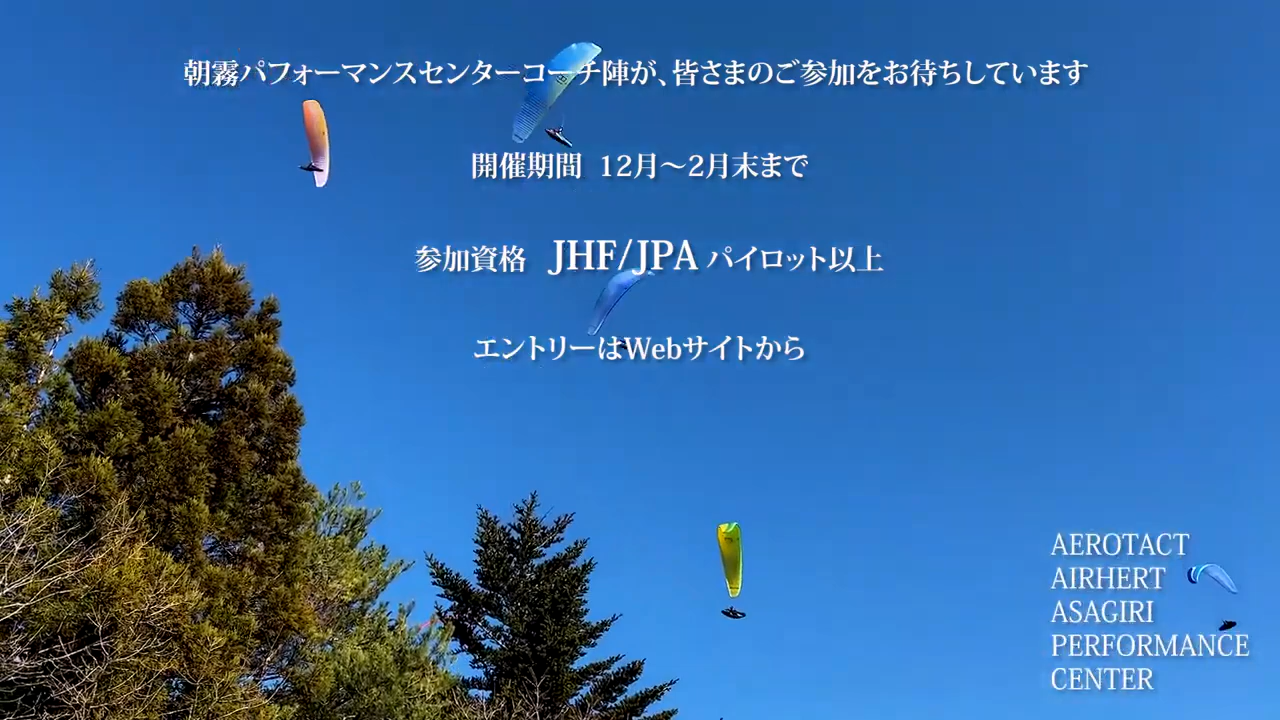 朝霧パフォーマンスセンターコーチ陣が、皆さまのご参加をお待ちしています
開催期間 12月～2月末まで
参加資格 JHF/JPA パイロット以上
エントリーはWebサイトから
AEROTACT
AIRHERT
ASAGIRI
PERFORMANCE
CENTER